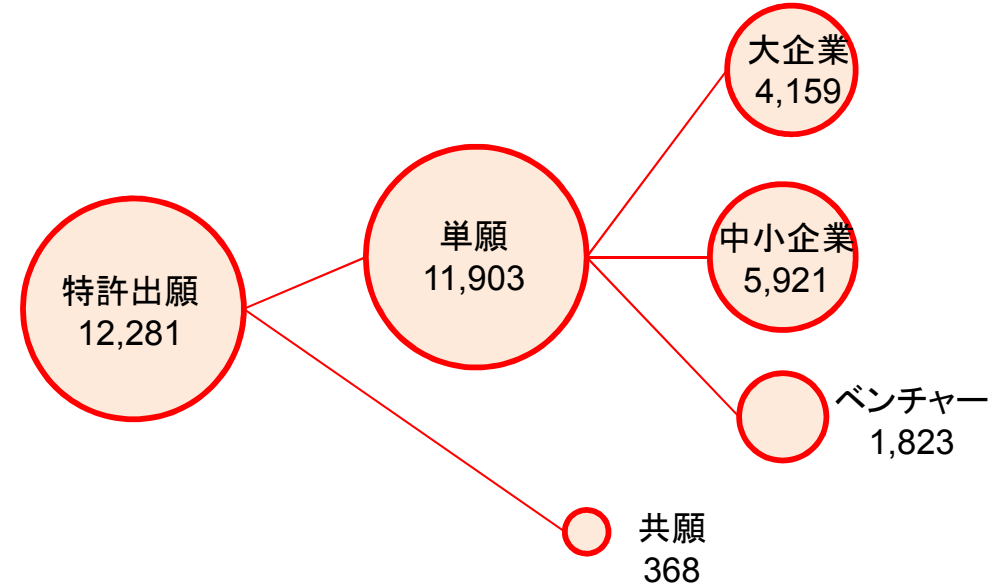 特許出願
12,281
単願
11,903
大企業
4,159
中小企業
5,921
ベンチャー
1,823
共願
368